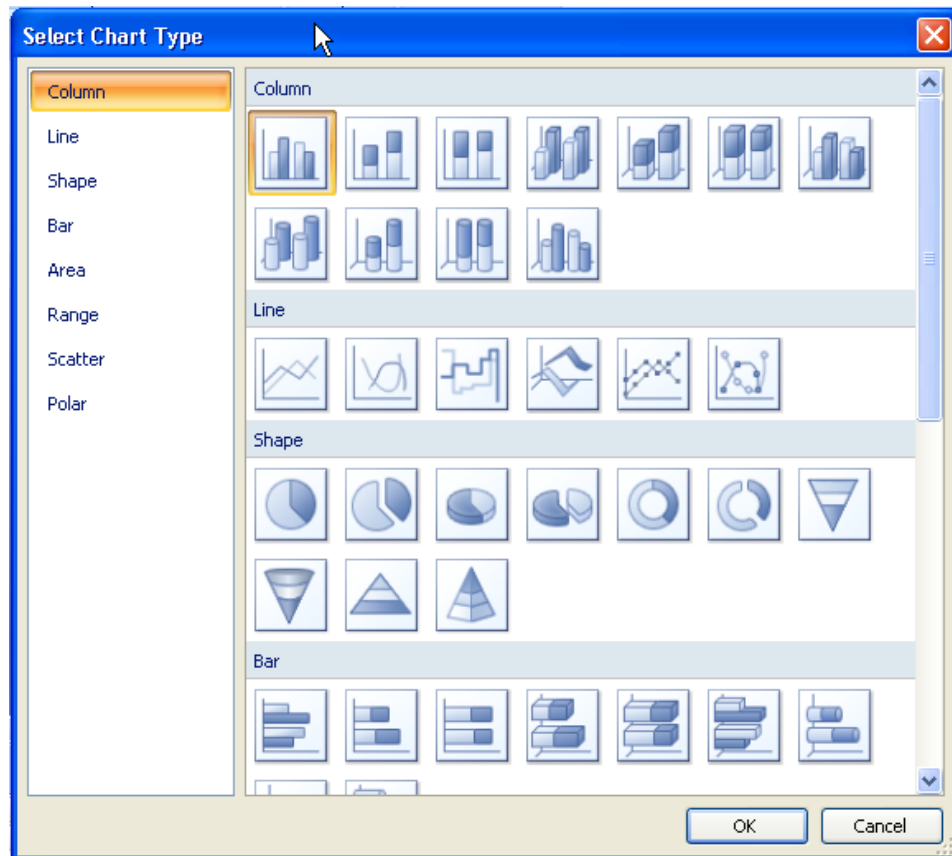 Select Chart Type
Column
Line
Shape
Bar
Area
Range
Scatter
Polar
Column
Line
Shape
Bar
OK
Cancel